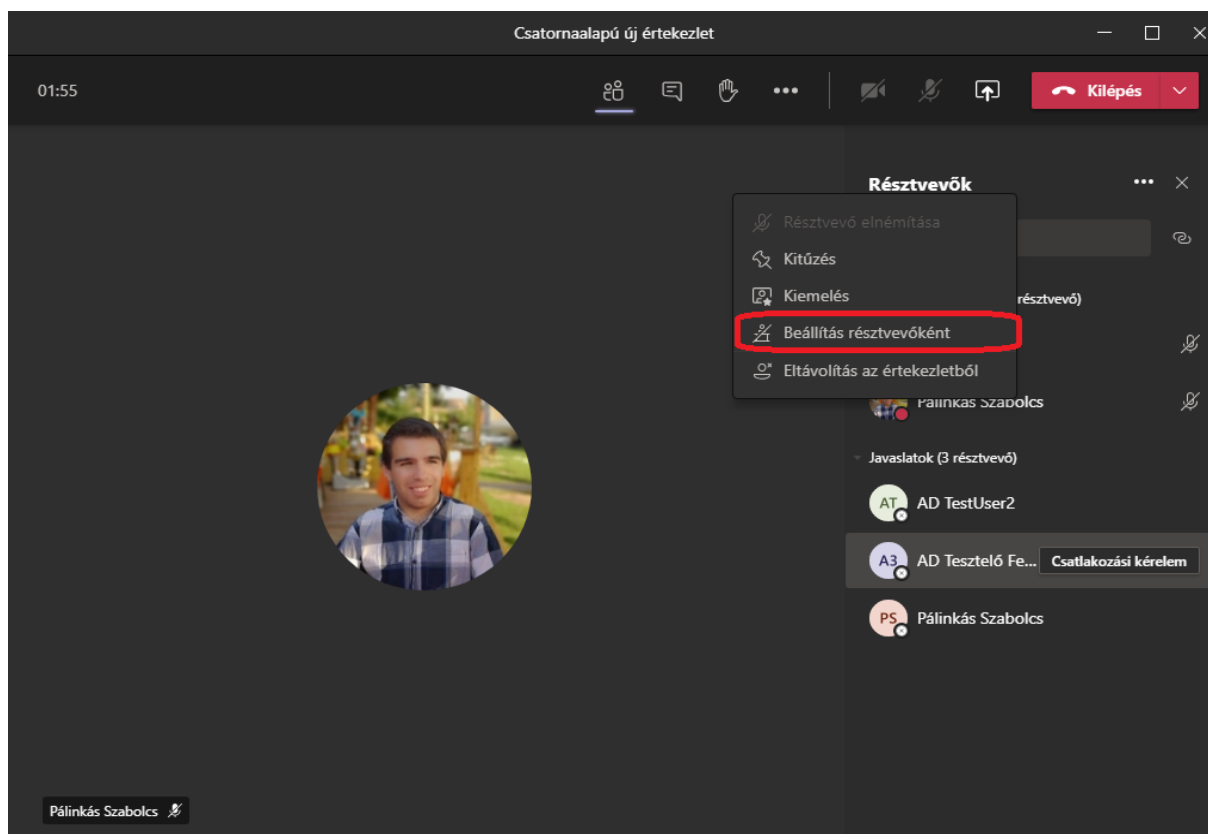 Csatornaalapú új értekezlet
01:55
Kilépés
Résztvevők
Résztvevő elnémítása
Kitűzés
Kiemelés
résztvevő)
Beállítás résztvevőként
Eltávolítás az értekezletből
Pálinkás Szabolcs
Javaslatok (3 résztvevő)
AT AD TestUser2
A3 AD Tesztelő Fe... Csatlakozási kérelem
PS Pálinkás Szabolcs
Pálinkás Szabolcs